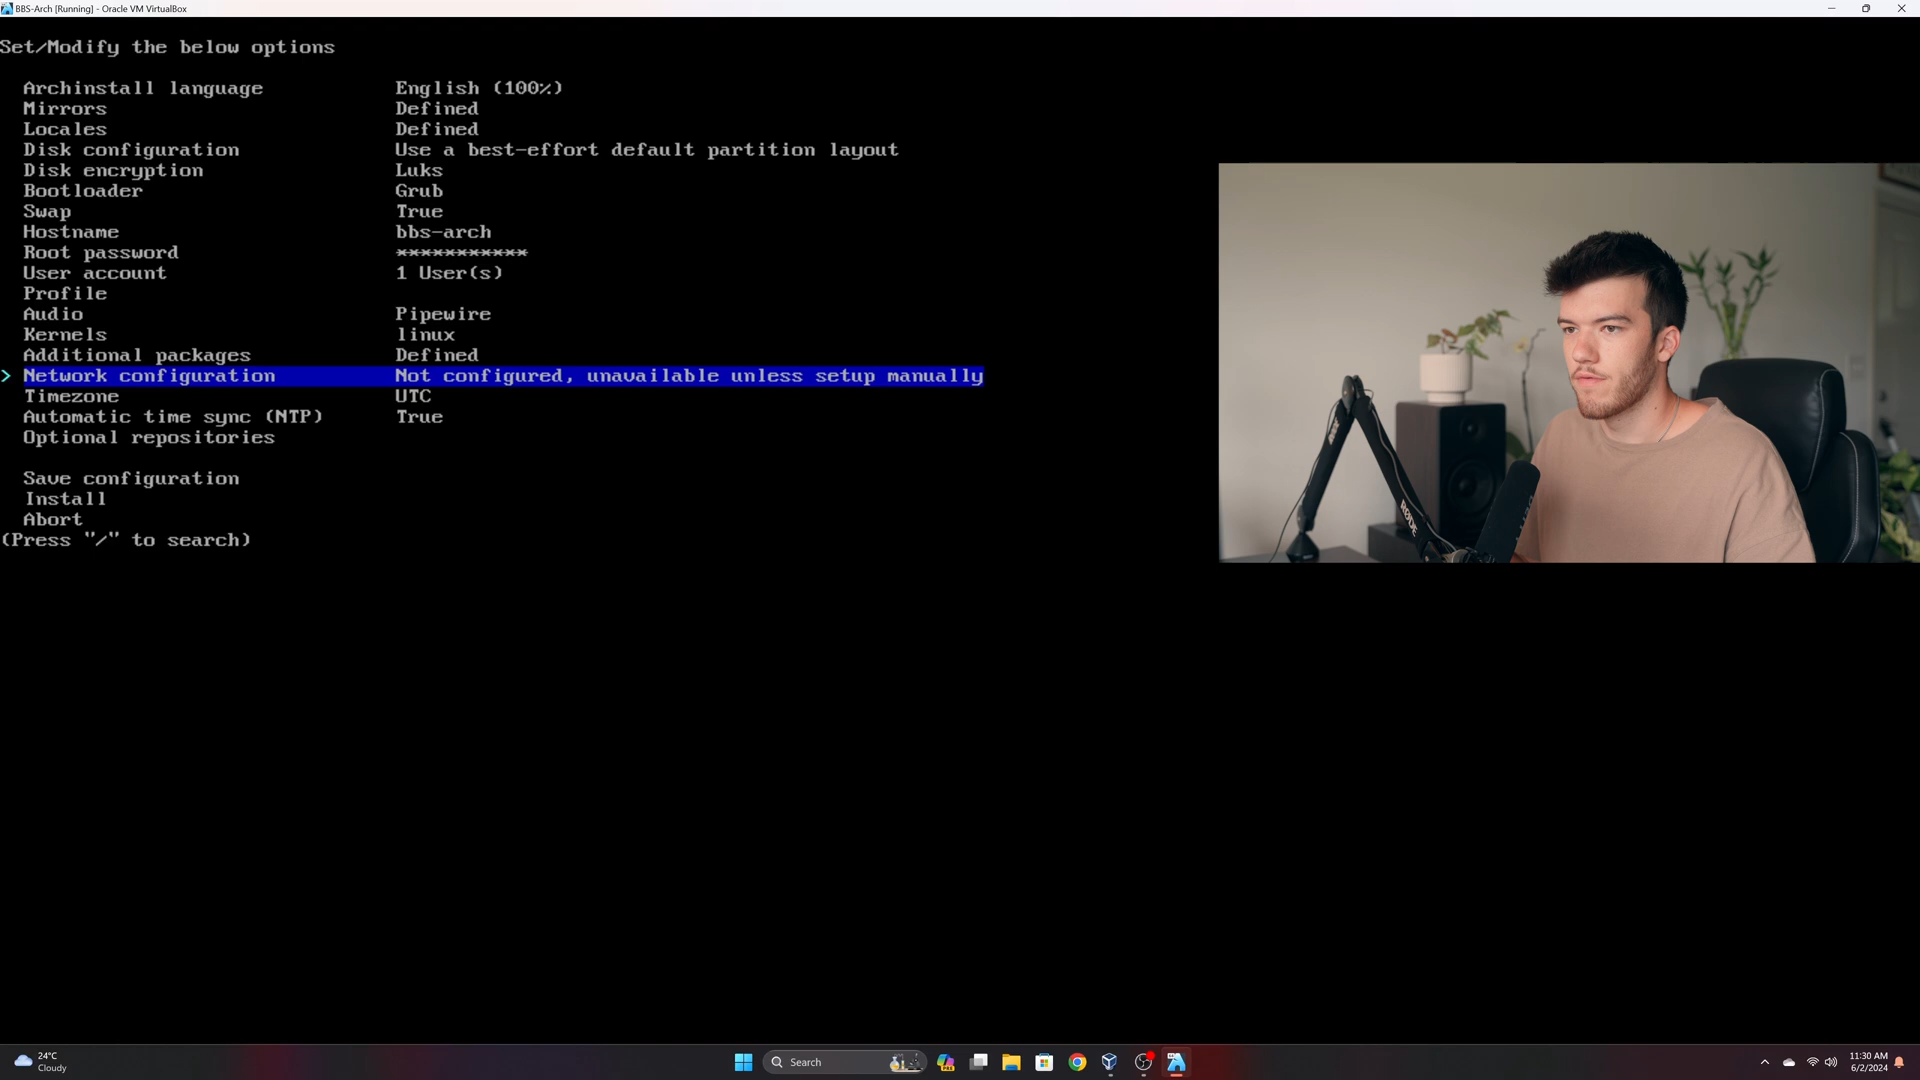 BBS-Arch [Running] - Oracle VM VirtualBox
Set/Modify the below options
Archinstall language English (100%)
Mirrors Defined
Locales Defined
Disk configuration Use a best-effort default partition layout
Disk encryption Luks
Bootloader Grub
Swap True
Hostname bbs-arch
Root password ***********
User account 1 User(s)
Profile
Audio Pipewire
Kernels linux
Additional packages Defined
> Network configuration Not configured, unavailable unless setup manually
Timezone UTC
Automatic time sync (NTP) True
Optional repositories
Save configuration
Install
Abort
(Press "/" to search)
RØDE
24°C
Cloudy
Search
11:30 AM
6/2/2024